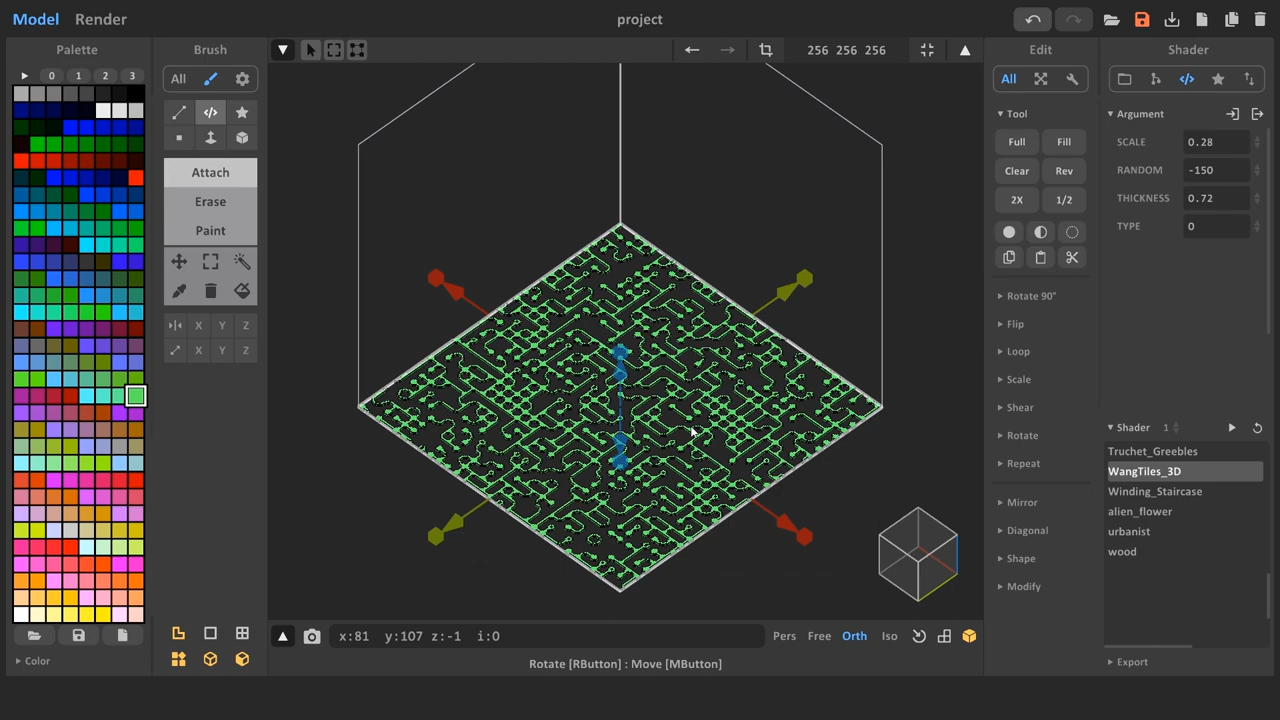 Model Render project
Palette Brush 256 256 256 Edit Shader
0 1 2 3 All All
Argument
Tool
SCALE 0.28
Full Fill
RANDOM -150
Clear Rev
Attach
THICKNESS 0.72
2X 1/2
Erase
TYPE 0
Paint
Rotate 90°
Flip
X Y Z
Loop
X Y Z
Scale
Shear
Shader 1
Rotate
Truchet_Greebles
Repeat
WangTiles_3D
Winding_Staircase
Mirror
alien_flower
Diagonal
urbanist
Shape
wood
Modify
x:81 y:107 z:-1 i:0 Pers Free Orth Iso
Color
Rotate [RButton] : Move [MButton]
Export